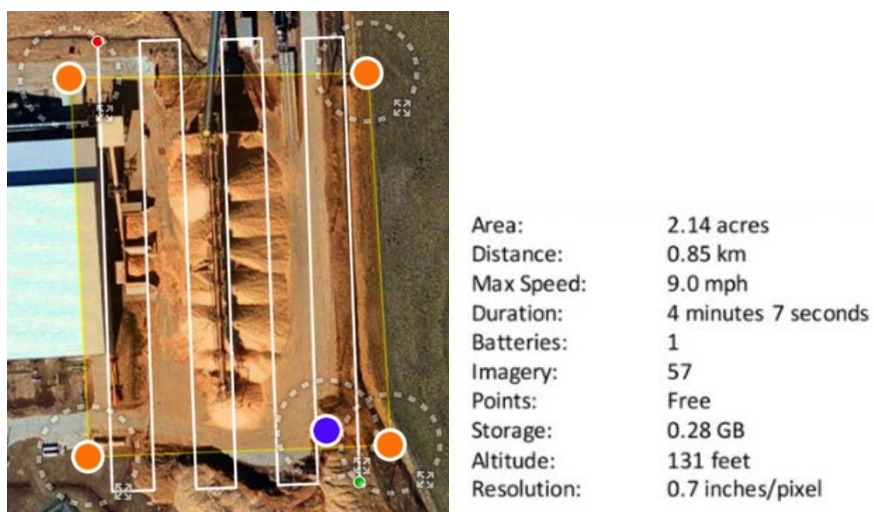 Area: 2.14 acres
Distance: 0.85 km
Max Speed: 9.0 mph
Duration: 4 minutes 7 seconds
Batteries: 1
Imagery: 57
Points: Free
Storage: 0.28 GB
Altitude: 131 feet
Resolution: 0.7 inches/pixel